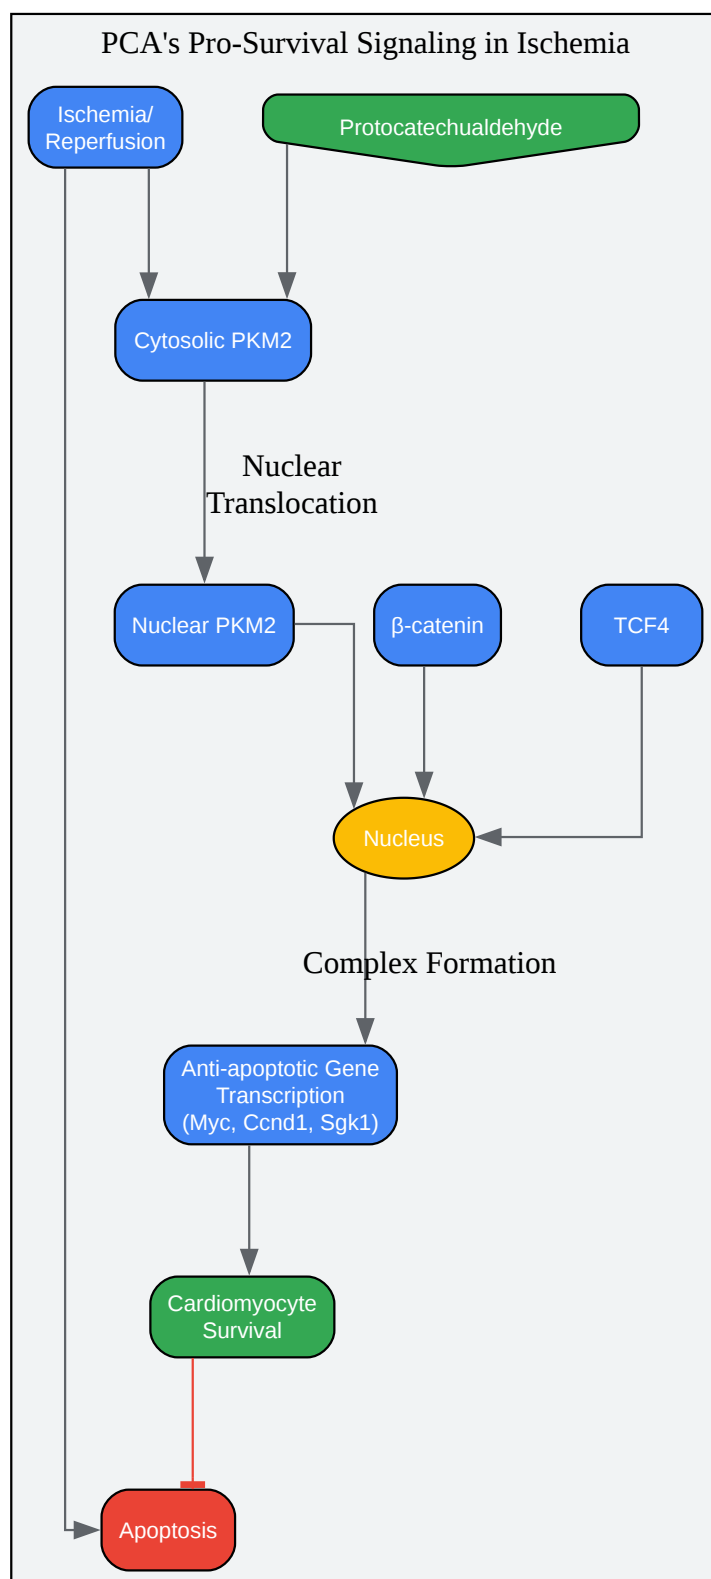 PCA's Pro-Survival Signaling in Ischemia
Ischemia/
Reperfusion
Protocatechualdehyde
Cytosolic PKM2
Nuclear
Translocation
Nuclear PKM2
β-catenin
TCF4
Nucleus
Complex Formation
Anti-apoptotic Gene
Transcription
(Myc, Ccnd1, Sgk1)
Cardiomyocyte
Survival
Apoptosis